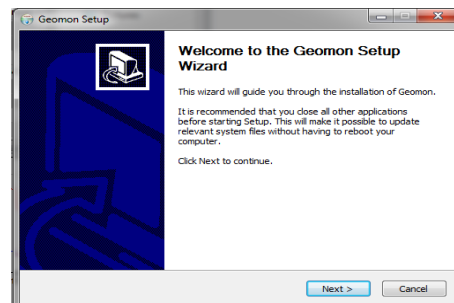 Geomon Setup
Welcome to the Geomon Setup
Wizard
This wizard will guide you through the installation of Geomon.
It is recommended that you close all other applications
before starting Setup. This will make it possible to update
relevant system files without having to reboot your
computer.
Click Next to continue.
Next >
Cancel